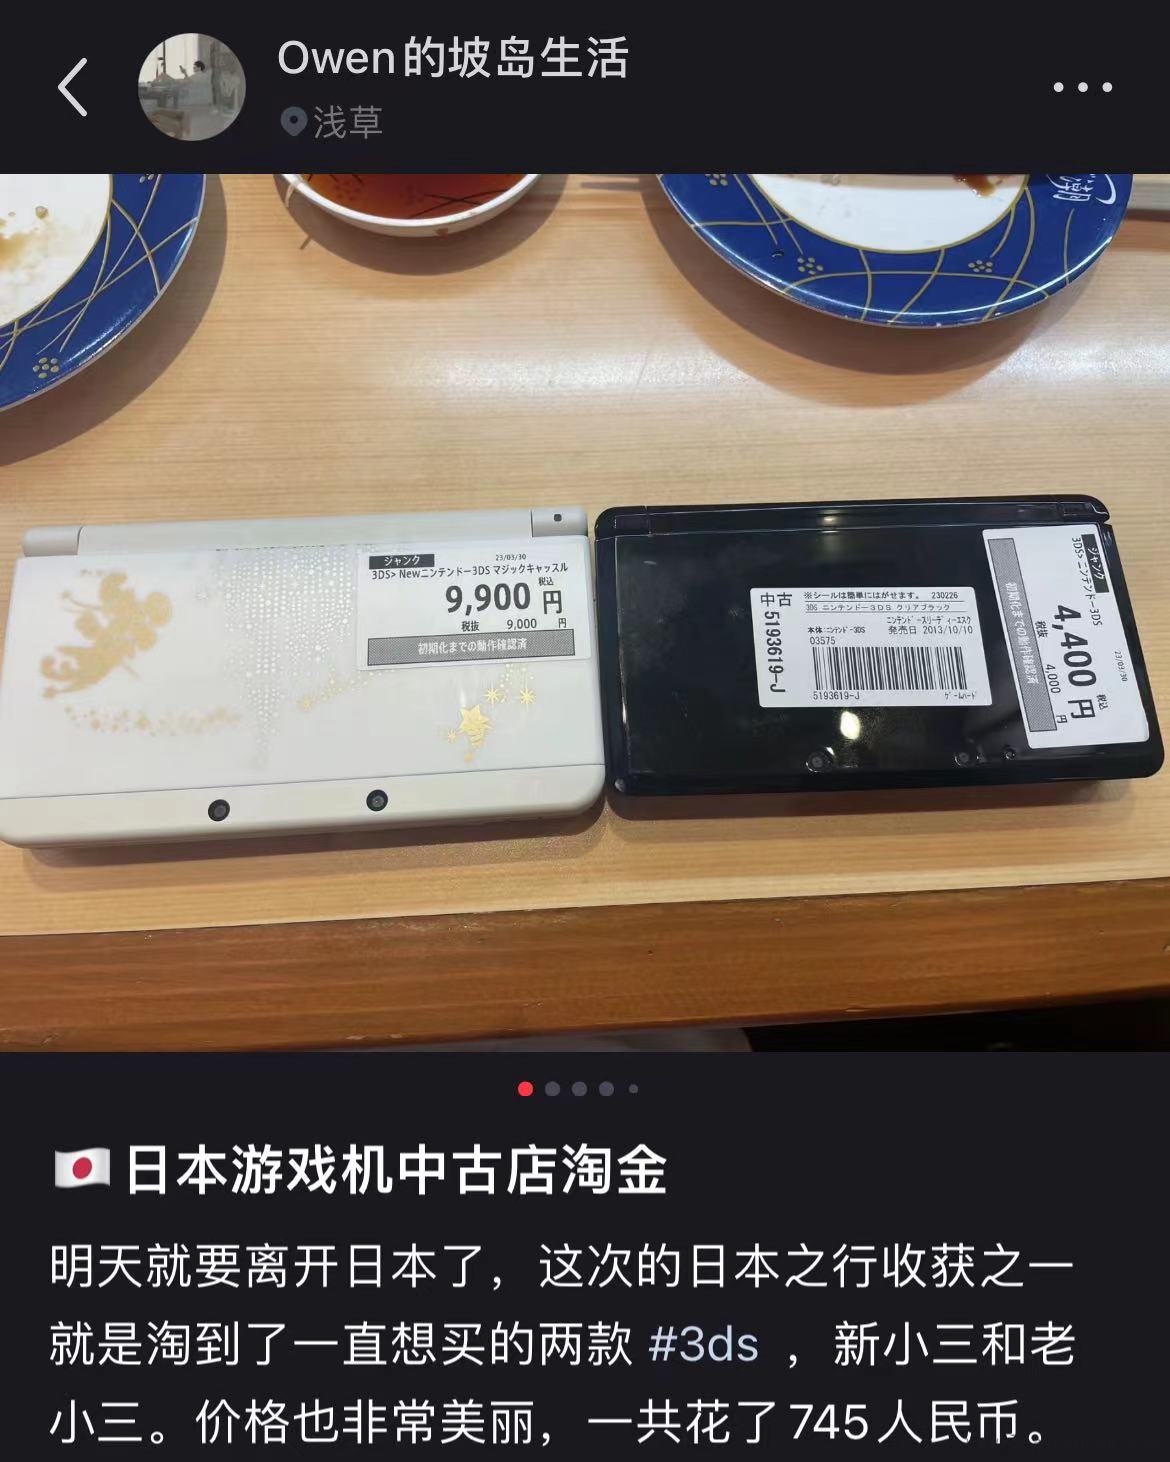 Owen的坡岛生活
浅草
潮
ジャンク
23/03/30
3DS> Newニンテンドー3DS マジックキャッスル
税込
9,900 円
税抜 9,000 円
初期化までの動作確認済
中古
5193619-J
※シールは簡単にはがせます。 230226
3DS ニンテンドー3DS クリアブラック
ニンテンドースリーディーエスク
本体:ニンテンドー3DS 発売日 2013/10/10
03575
5193619-J
ゲームハード
ジャンク
23/03/30
3DS> ニンテンドー3DS
税込
4,400 円
税抜 4,000 円
初期化までの動作確認済
🇯🇵日本游戏机中古店淘金
明天就要离开日本了，这次的日本之行收获之一
就是淘到了一直想买的两款 #3ds ，新小三和老
小三。价格也非常美丽，一共花了745人民币。